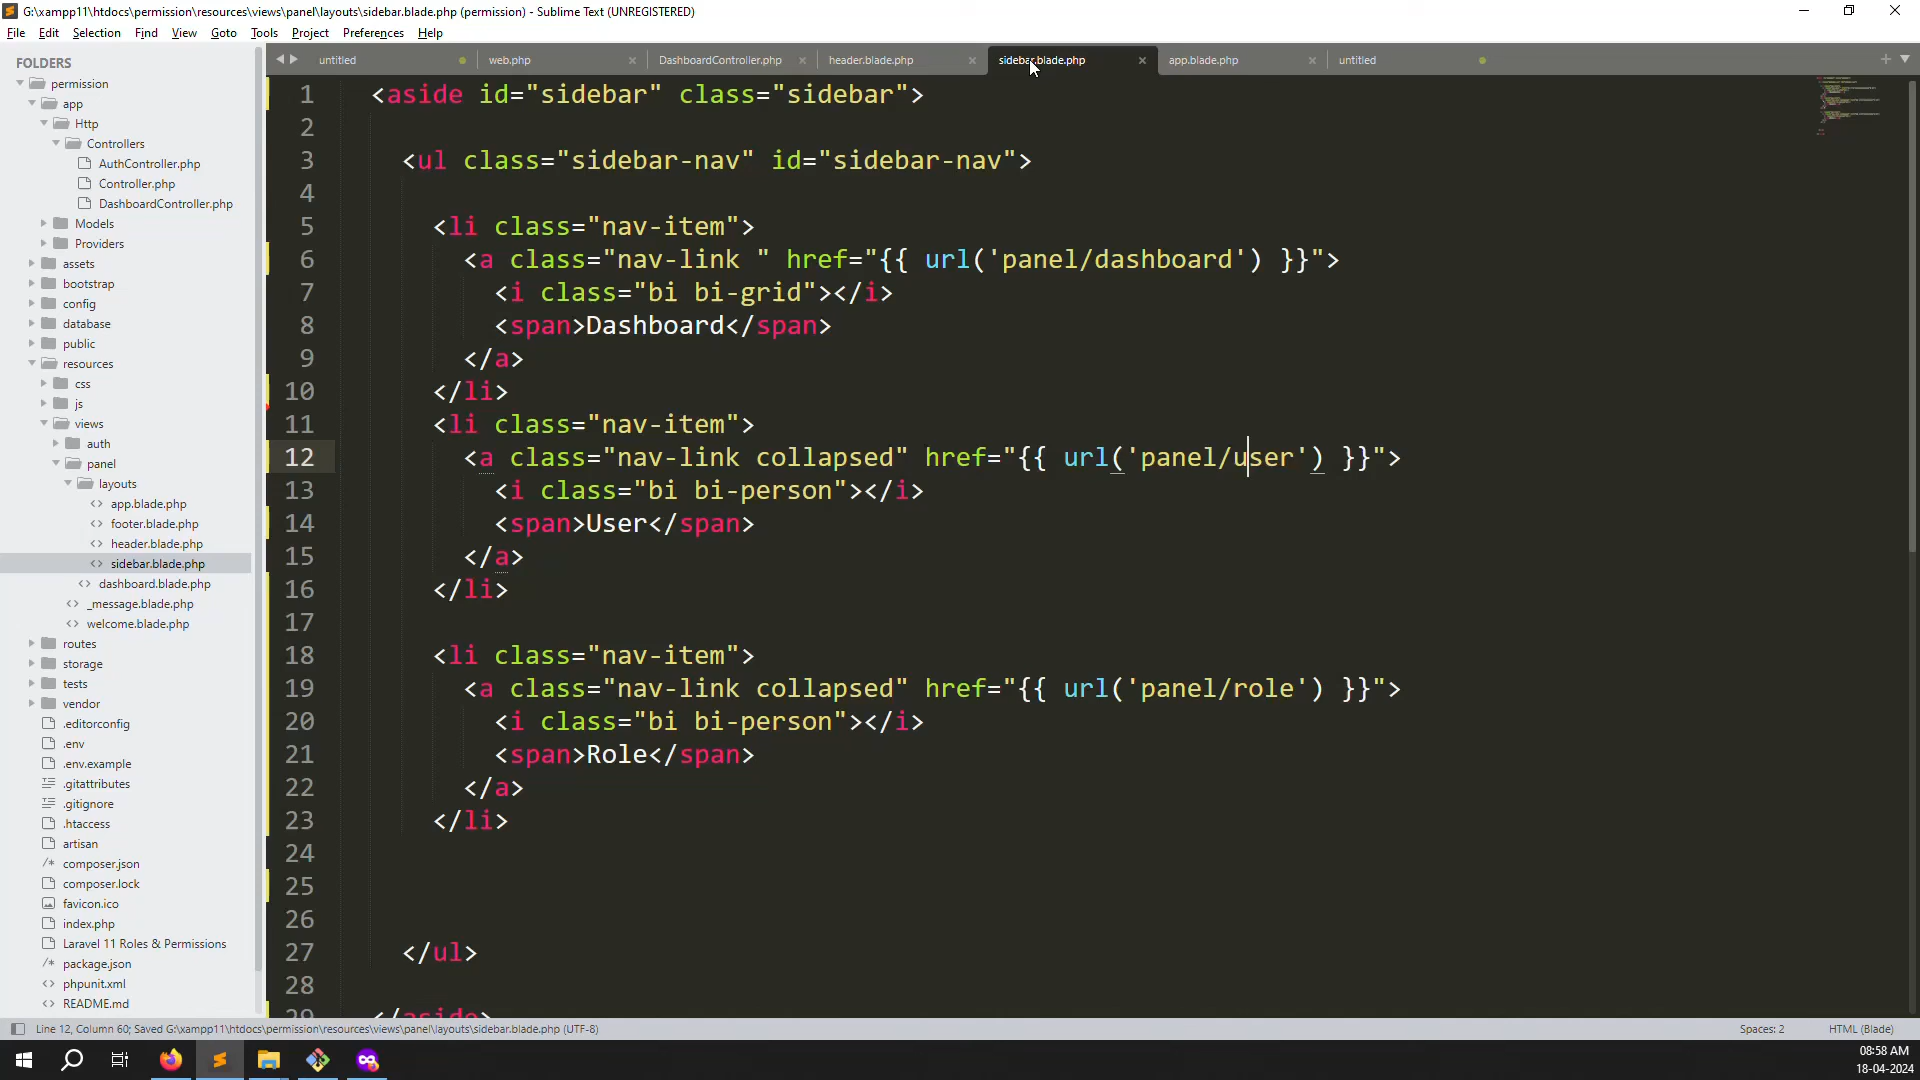 G:\xampp11\htdocs\permission\resources\views\panel\layouts\sidebar.blade.php (permission) - Sublime Text (UNREGISTERED)
File Edit Selection Find View Goto Tools Project Preferences Help
FOLDERS
permission
app
Http
Controllers
AuthController.php
Controller.php
DashboardController.php
Models
Providers
assets
bootstrap
config
database
public
resources
css
js
views
auth
panel
layouts
app.blade.php
footer.blade.php
header.blade.php
sidebar.blade.php
dashboard.blade.php
_message.blade.php
welcome.blade.php
routes
storage
tests
vendor
.editorconfig
.env
.env.example
.gitattributes
.gitignore
.htaccess
artisan
composer.json
composer.lock
favicon.ico
index.php
Laravel 11 Roles & Permissions
package.json
phpunit.xml
README.md
untitled web.php DashboardController.php header.blade.php sidebar.blade.php app.blade.php untitled
1 <aside id="sidebar" class="sidebar">
2
3 <ul class="sidebar-nav" id="sidebar-nav">
4
5 <li class="nav-item">
6 <a class="nav-link " href="{{ url('panel/dashboard') }}">
7 <i class="bi bi-grid"></i>
8 <span>Dashboard</span>
9 </a>
10 </li>
11 <li class="nav-item">
12 <a class="nav-link collapsed" href="{{ url('panel/user') }}">
13 <i class="bi bi-person"></i>
14 <span>User</span>
15 </a>
16 </li>
17
18 <li class="nav-item">
19 <a class="nav-link collapsed" href="{{ url('panel/role') }}">
20 <i class="bi bi-person"></i>
21 <span>Role</span>
22 </a>
23 </li>
24
25
26
27 </ul>
28
29 </aside>
Line 12, Column 60; Saved G:\xampp11\htdocs\permission\resources\views\panel\layouts\sidebar.blade.php (UTF-8)
Spaces: 2 HTML (Blade)
08:58 AM
18-04-2024